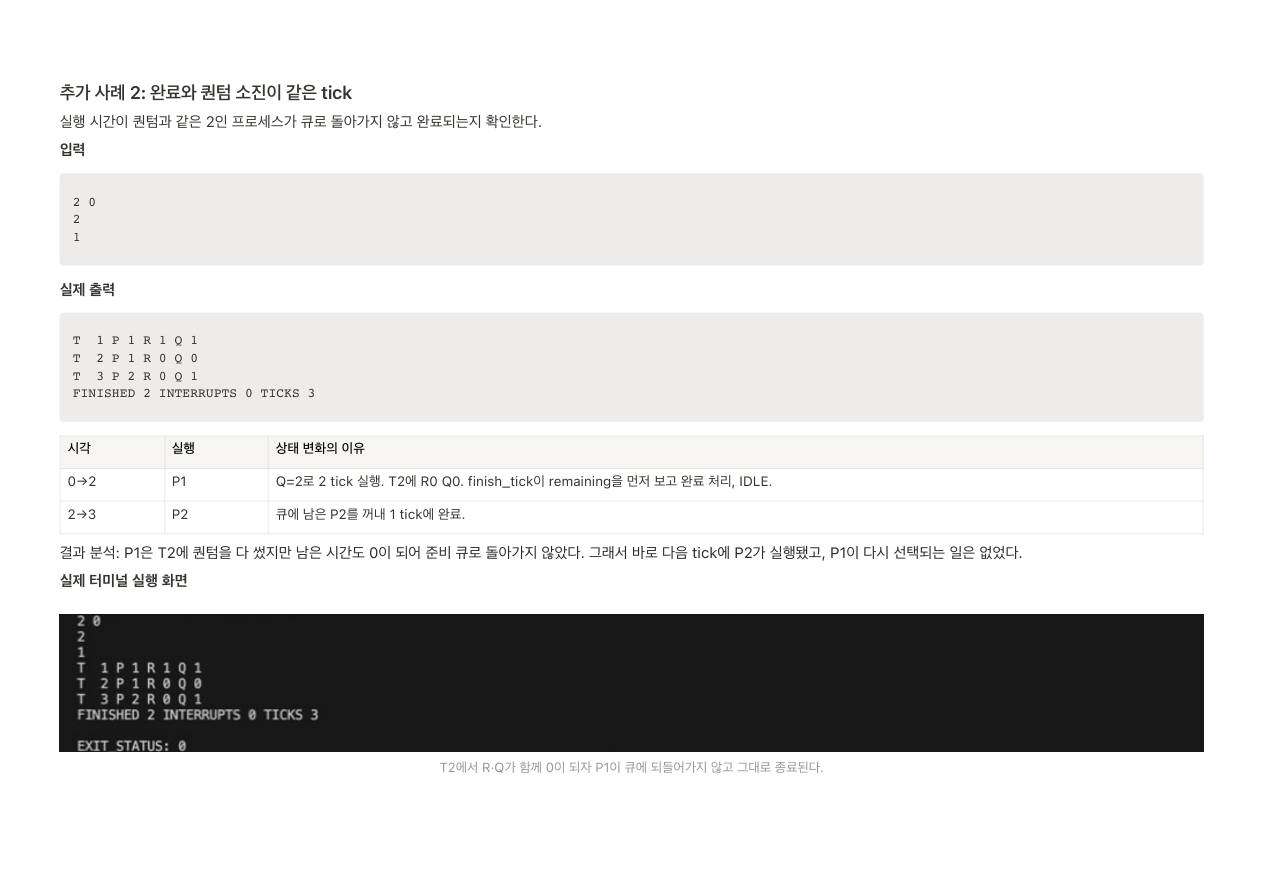 추가 사례 2: 완료와 퀀텀 소진이 같은 tick
실행 시간이 퀀텀과 같은 2인 프로세스가 큐로 돌아가지 않고 완료되는지 확인한다.
입력
2 0
2
1
실제 출력
T  1 P 1 R 1 Q 1
T  2 P 1 R 0 Q 0
T  3 P 2 R 0 Q 1
FINISHED 2 INTERRUPTS 0 TICKS 3
시각 실행 상태 변화의 이유
0→2 P1 Q=2로 2 tick 실행. T2에 R0 Q0. finish_tick이 remaining을 먼저 보고 완료 처리, IDLE.
2→3 P2 큐에 남은 P2를 꺼내 1 tick에 완료.
결과 분석: P1은 T2에 퀀텀을 다 썼지만 남은 시간도 0이 되어 준비 큐로 돌아가지 않았다. 그래서 바로 다음 tick에 P2가 실행됐고, P1이 다시 선택되는 일은 없었다.
실제 터미널 실행 화면
2 0
2
1
T  1 P 1 R 1 Q 1
T  2 P 1 R 0 Q 0
T  3 P 2 R 0 Q 1
FINISHED 2 INTERRUPTS 0 TICKS 3
EXIT STATUS: 0
T2에서 R·Q가 함께 0이 되자 P1이 큐에 되들어가지 않고 그대로 종료된다.